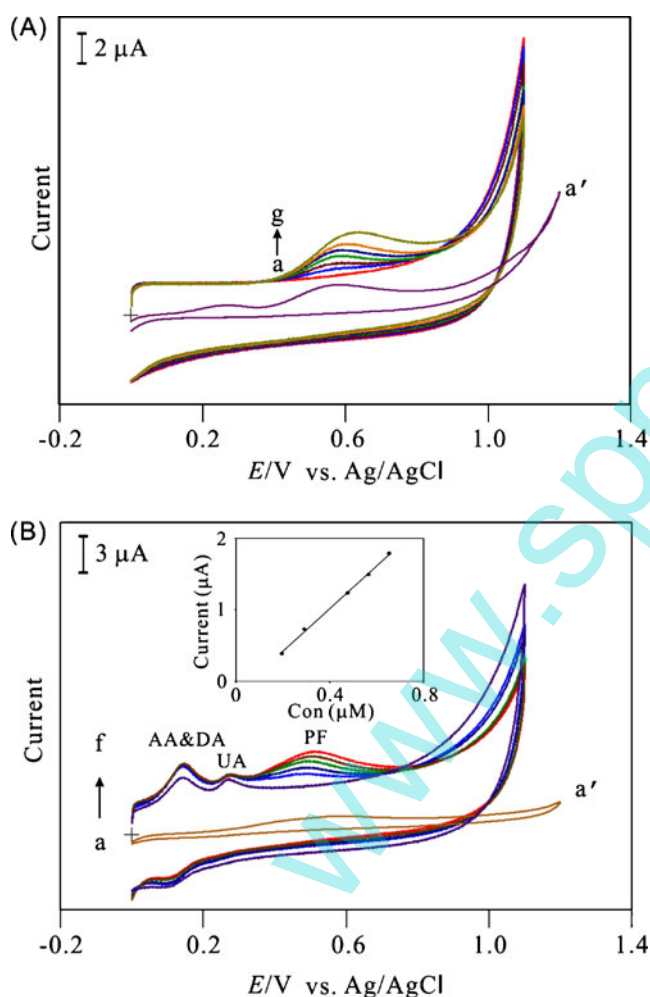 (A)
2 μA
g
a
a′
Current
-0.2 0.2 0.6 1.0 1.4
E/V vs. Ag/AgCl
(B)
3 μA
2
1
0
Current (μA)
0 0.4 0.8
Con (μM)
AA&DA
UA
PF
f
a
a′
Current
-0.2 0.2 0.6 1.0 1.4
E/V vs. Ag/AgCl
www.spp